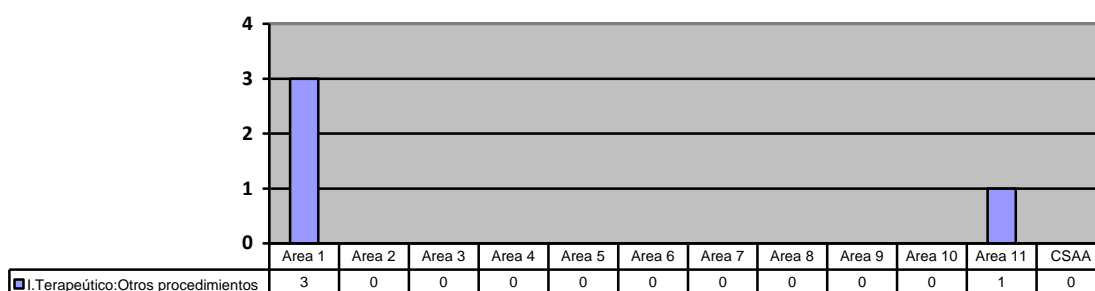 4
3
2
1
0
Area 1 Area 2 Area 3 Area 4 Area 5 Area 6 Area 7 Area 8 Area 9 Area 10 Area 11 CSAA
I.Terapeútico:Otros procedimientos 3 0 0 0 0 0 0 0 0 0 1 0